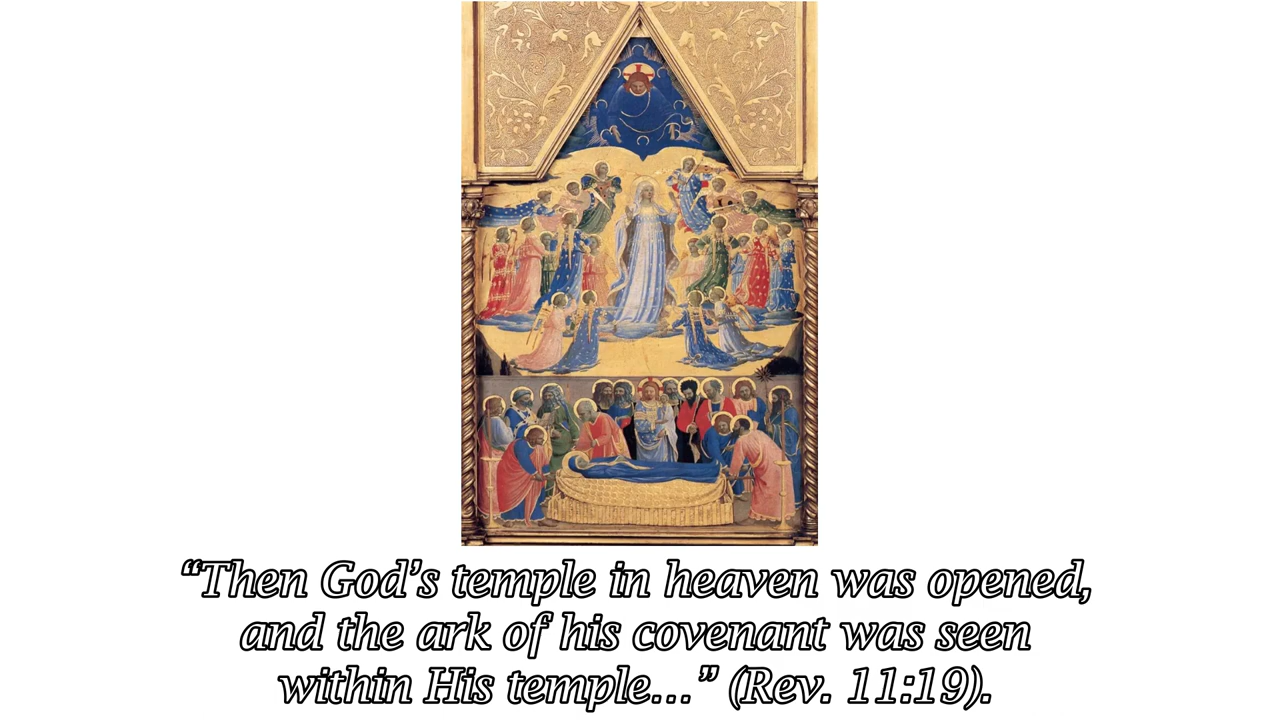 “Then God’s temple in heaven was opened,
and the ark of his covenant was seen
within His temple...” (Rev. 11:19).